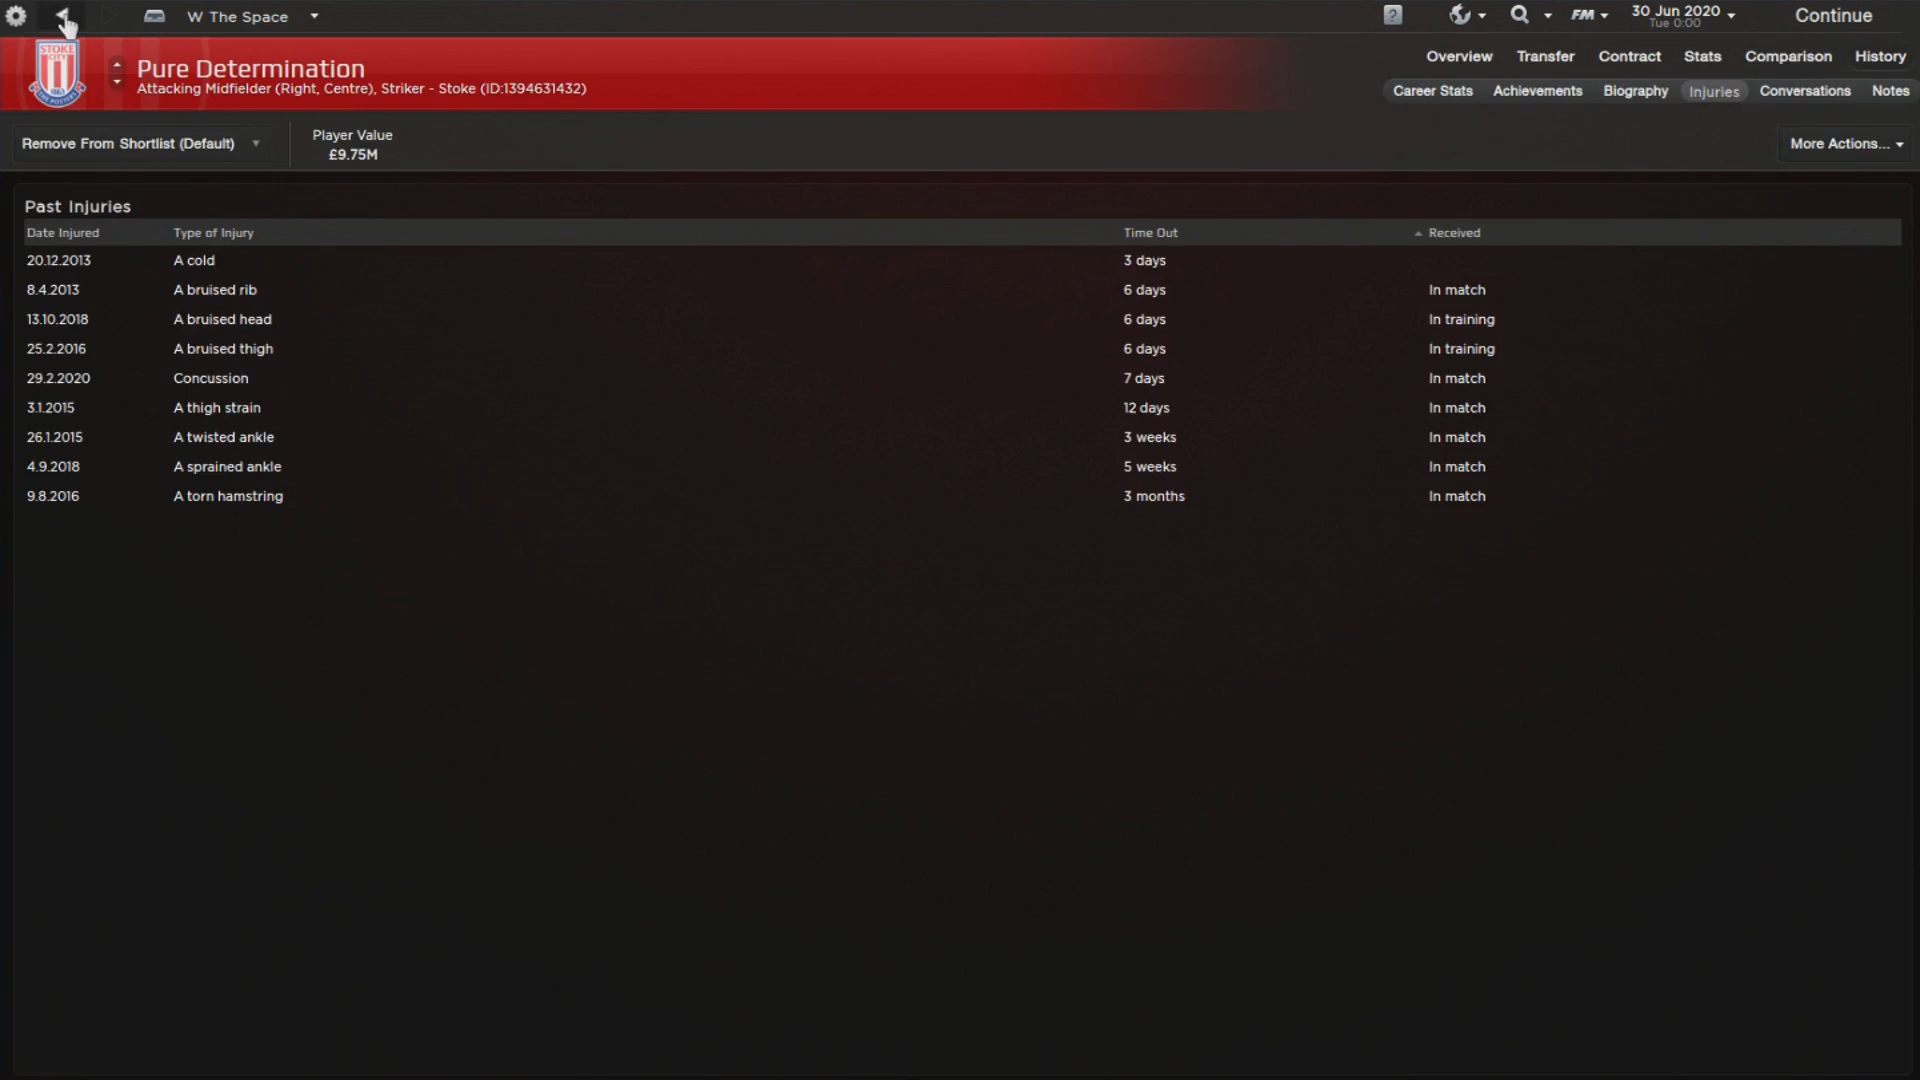 W The Space
?
FM
30 Jun 2020
Tue 0:00
Continue
STOKE
CITY
Pure Determination
Attacking Midfielder (Right, Centre), Striker - Stoke (ID:1394631432)
Overview Transfer Contract Stats Comparison History
Career Stats Achievements Biography Injuries Conversations Notes
Remove From Shortlist (Default)
Player Value
£9.75M
More Actions...
Past Injuries
Date Injured Type of Injury Time Out Received
20.12.2013 A cold 3 days
8.4.2013 A bruised rib 6 days In match
13.10.2018 A bruised head 6 days In training
25.2.2016 A bruised thigh 6 days In training
29.2.2020 Concussion 7 days In match
3.1.2015 A thigh strain 12 days In match
26.1.2015 A twisted ankle 3 weeks In match
4.9.2018 A sprained ankle 5 weeks In match
9.8.2016 A torn hamstring 3 months In match